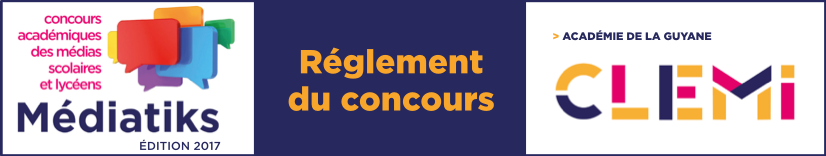 concours
académiques
des médias
scolaires
et lycéens
Médiatiks
ÉDITION 2017
Réglement
du concours
> ACADÉMIE DE LA GUYANE
CLEMi